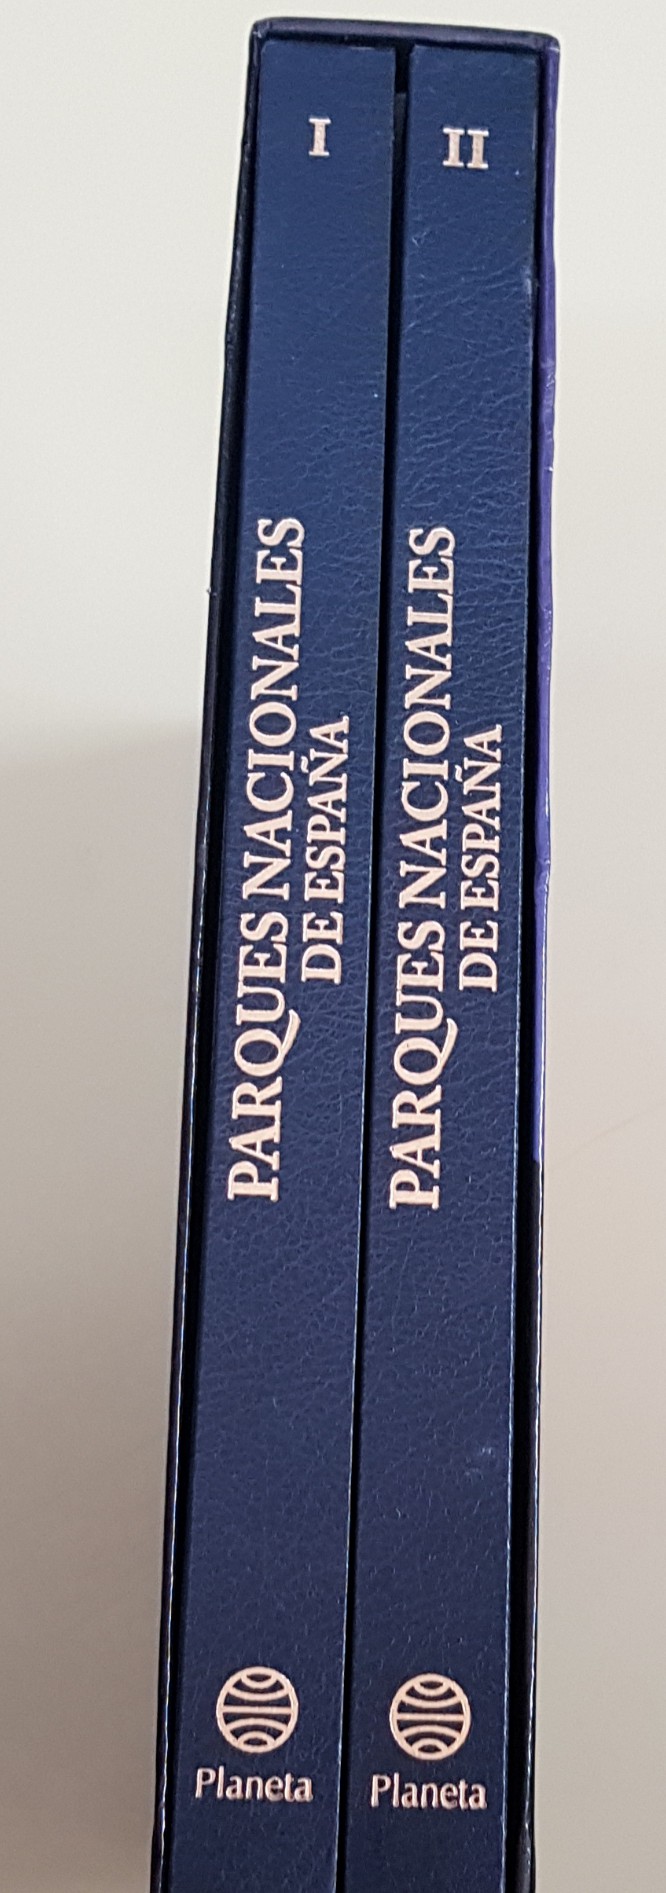 I
PARQUES NACIONALES
DE ESPAÑA
Planeta
II
PARQUES NACIONALES
DE ESPAÑA
Planeta